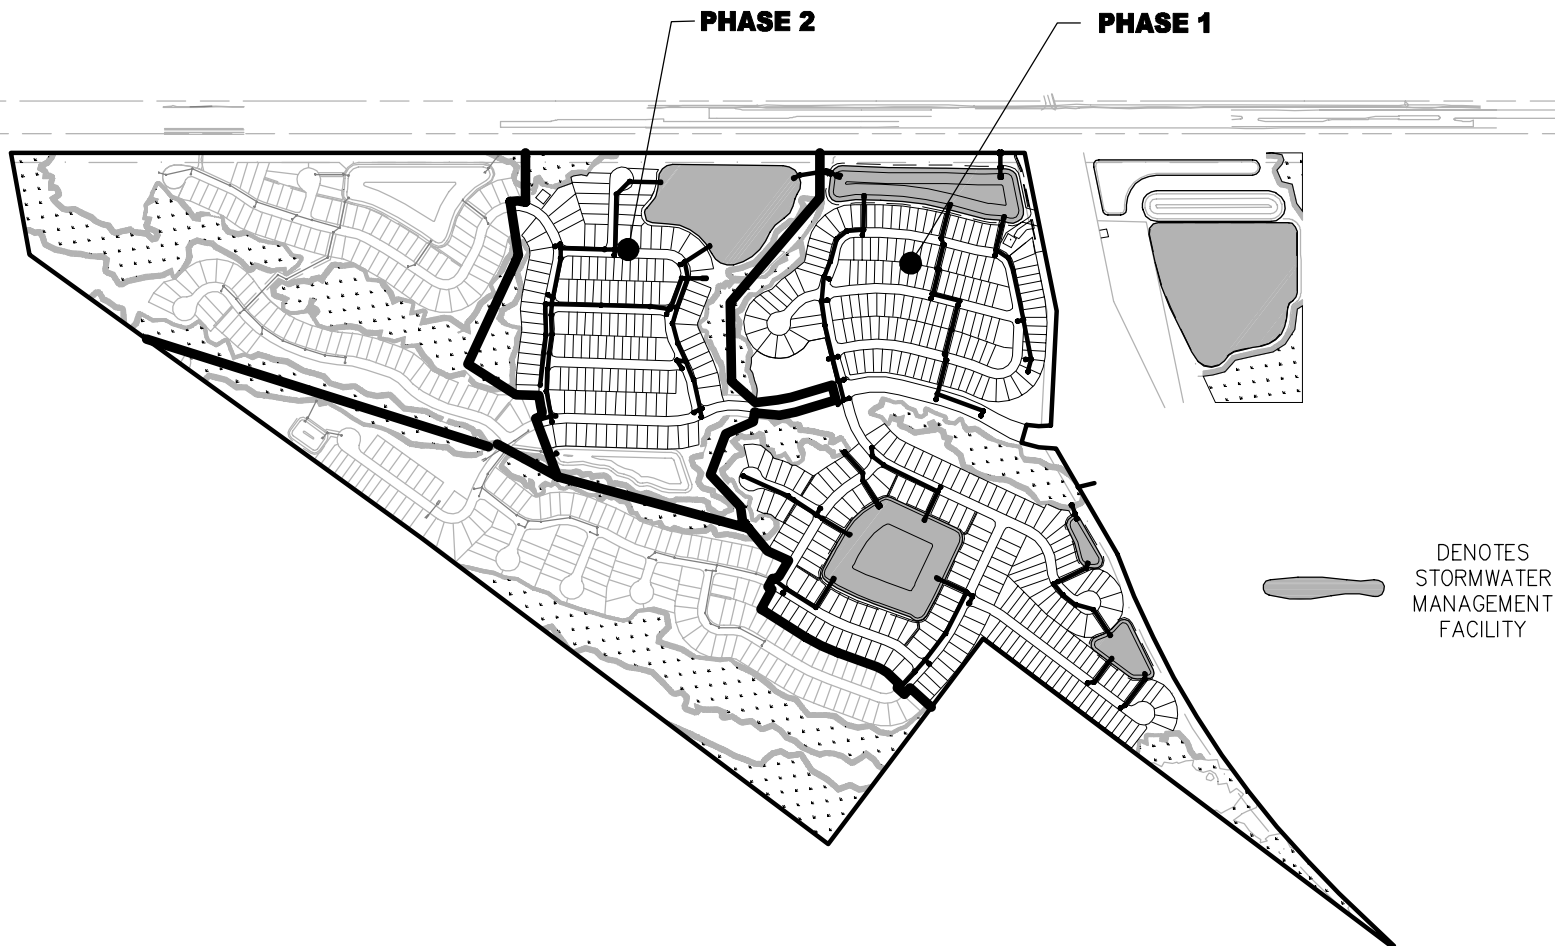 PHASE 2
PHASE 1
DENOTES
STORMWATER
MANAGEMENT
FACILITY